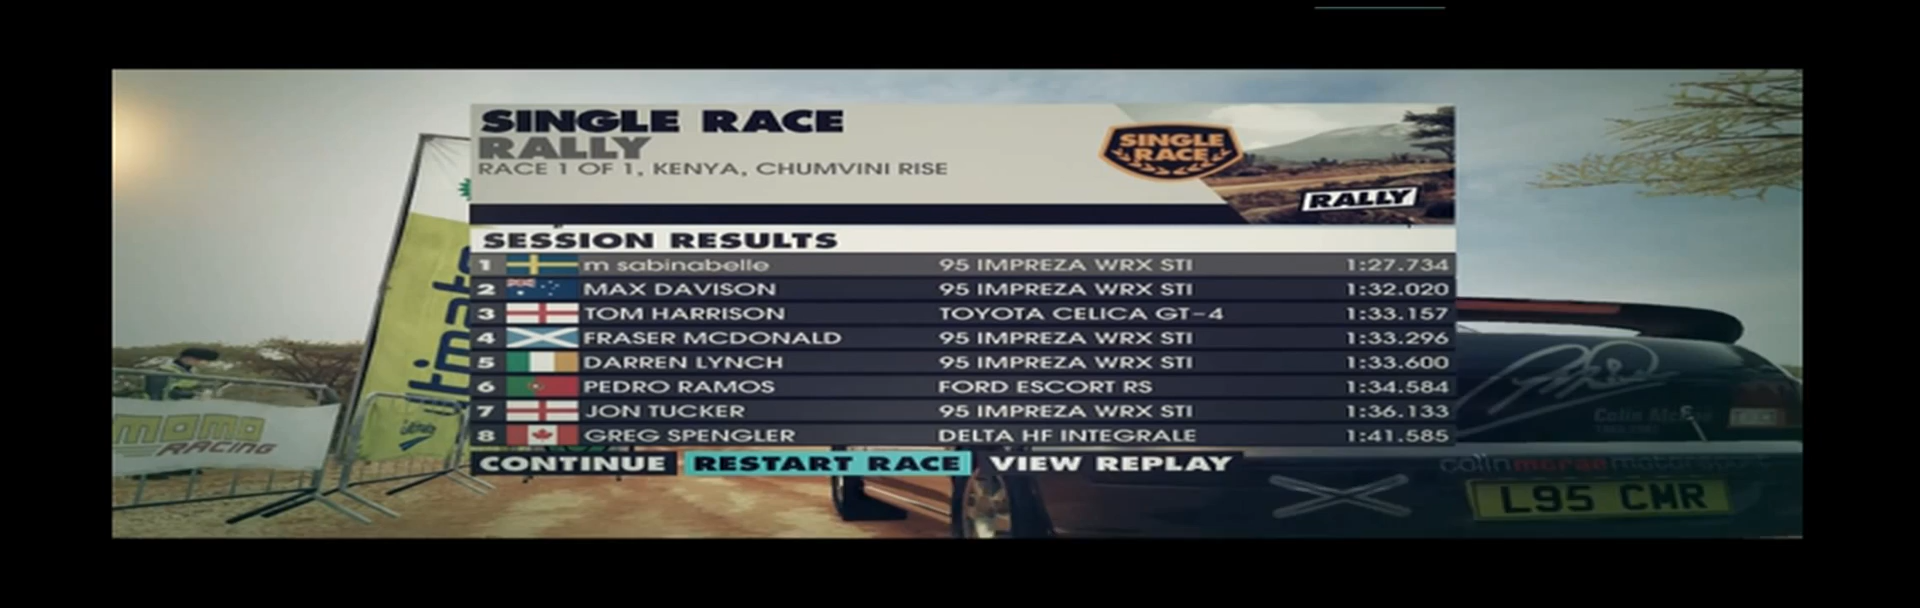 SINGLE RACE
RALLY
RACE 1 OF 1, KENYA, CHUMVINI RISE
SINGLE
RACE
RALLY
SESSION RESULTS
1 m sabinabelle 95 IMPREZA WRX STI 1:27.734
2 MAX DAVISON 95 IMPREZA WRX STI 1:32.020
3 TOM HARRISON TOYOTA CELICA GT-4 1:33.157
4 FRASER MCDONALD 95 IMPREZA WRX STI 1:33.296
5 DARREN LYNCH 95 IMPREZA WRX STI 1:33.600
6 PEDRO RAMOS FORD ESCORT RS 1:34.584
7 JON TUCKER 95 IMPREZA WRX STI 1:36.133
8 GREG SPENGLER DELTA HF INTEGRALE 1:41.585
CONTINUE RESTART RACE VIEW REPLAY
MOMO
RACING
Colin McRae
colinmcraemotorsport
L95 CMR